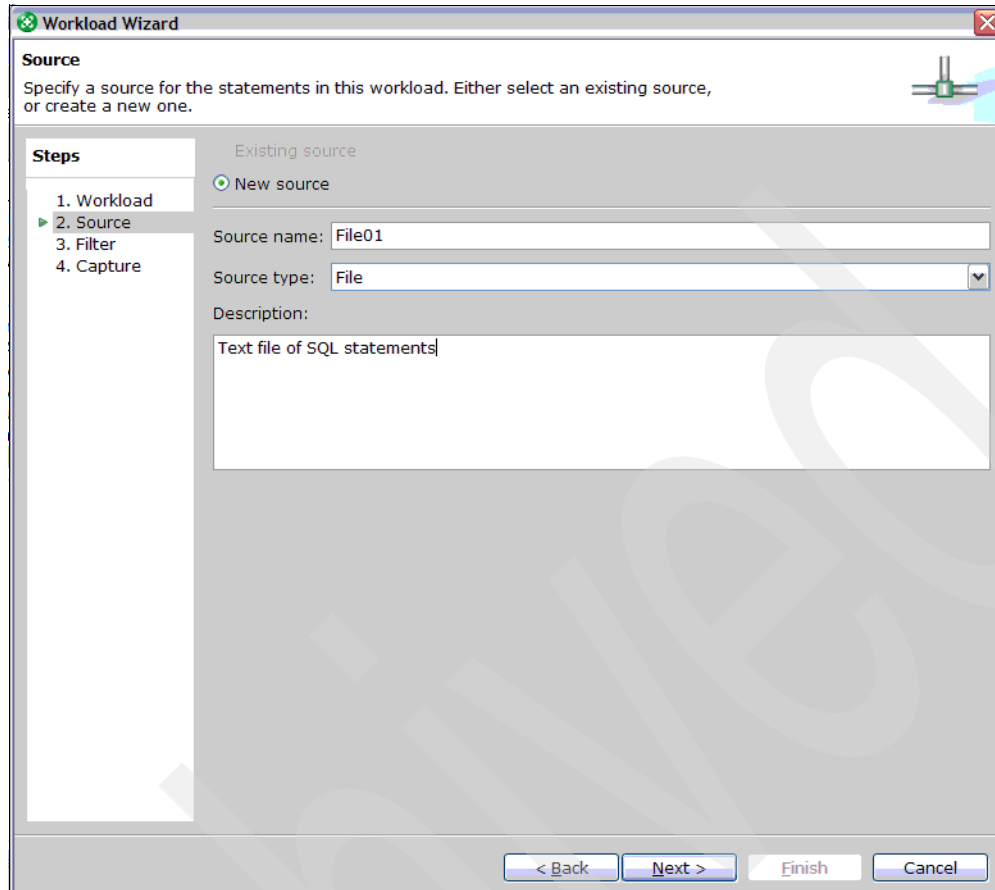 Workload Wizard
Source
Specify a source for the statements in this workload. Either select an existing source,
or create a new one.
Steps
1. Workload
2. Source
3. Filter
4. Capture
Existing source
New source
Source name: File01
Source type: File
Description:
Text file of SQL statements
< Back Next > Finish Cancel